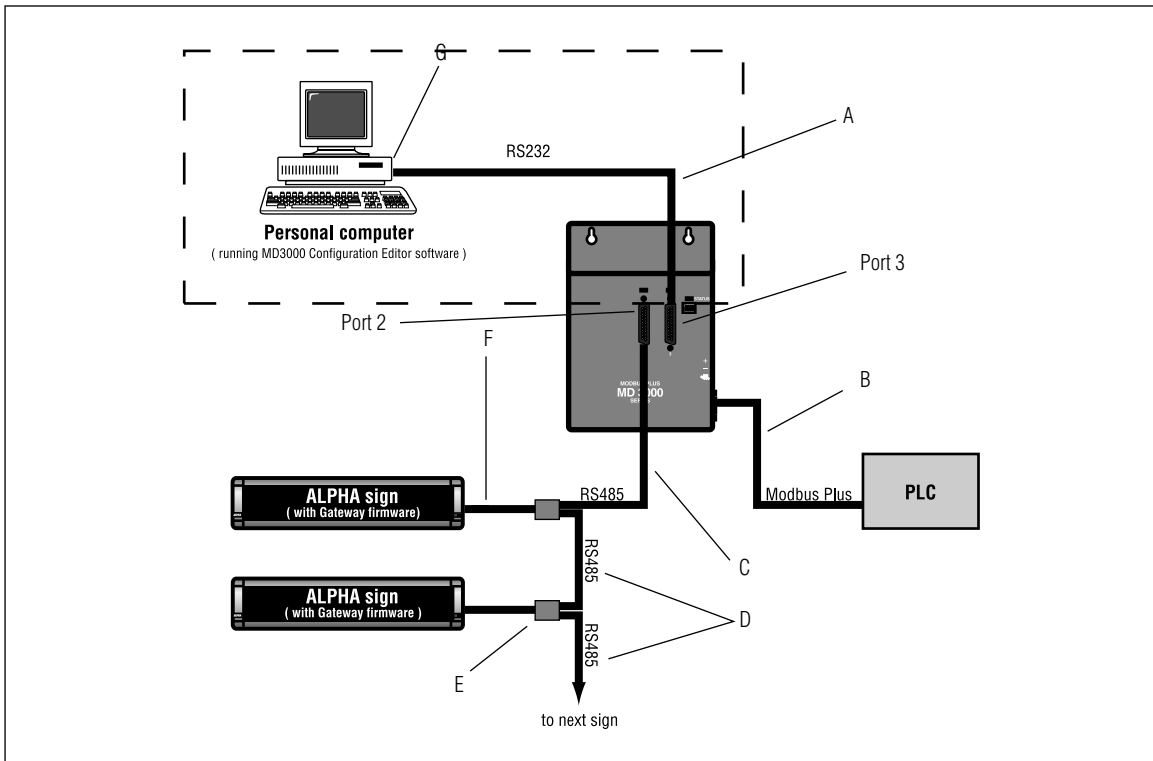 G
A
RS232
Personal computer
( running MD3000 Configuration Editor software )
Port 3
STATUS
Port 2
F
+
–
MODBUS PLUS
MD 3000
SERIES
B
ALPHA sign
( with Gateway firmware)
RS485
Modbus Plus
PLC
RS485
C
ALPHA sign
( with Gateway firmware )
D
RS485
E
to next sign